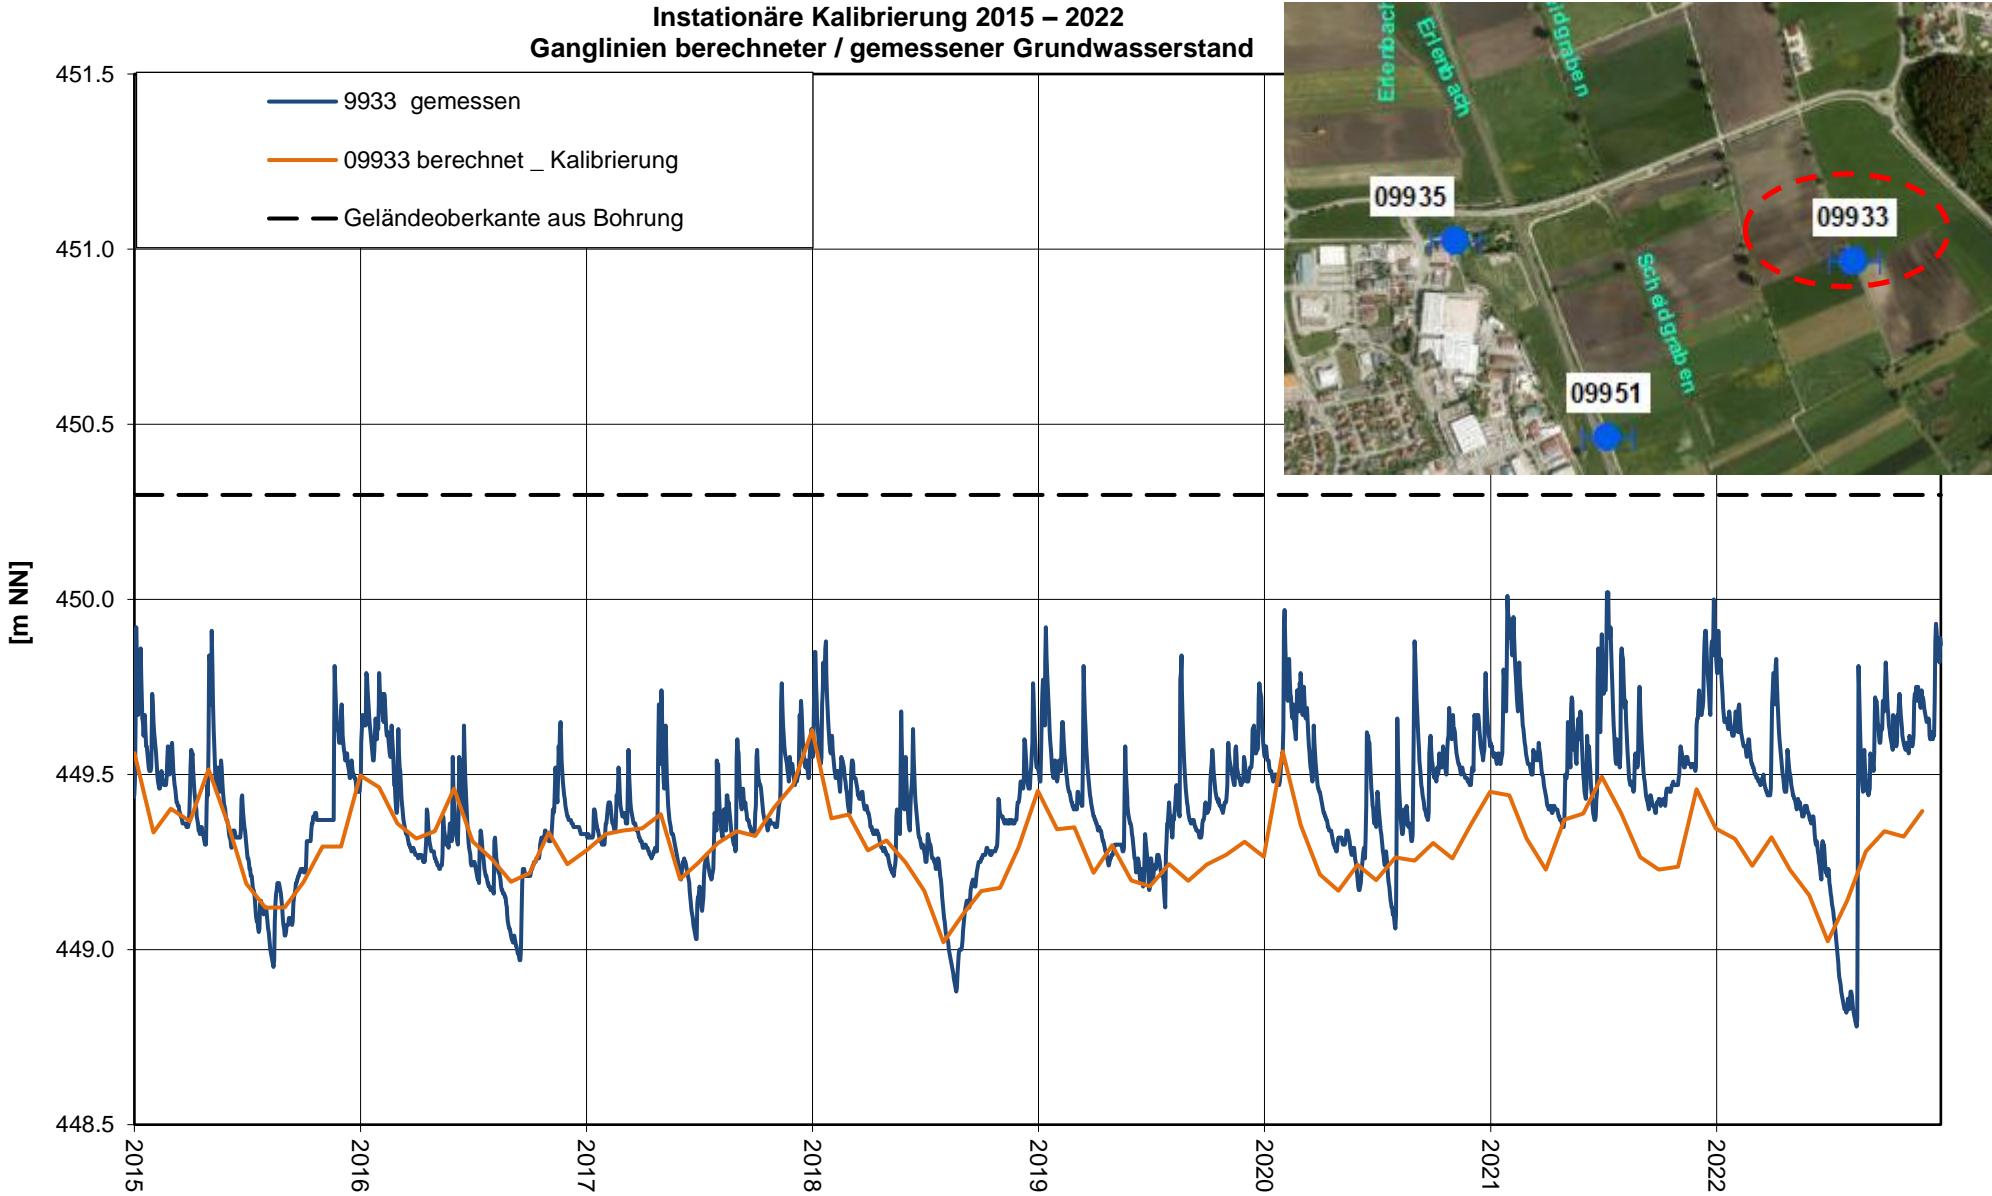 Instationäre Kalibrierung 2015 – 2022
Ganglinien berechneter / gemessener Grundwasserstand
451.5
451.0
450.5
450.0
449.5
449.0
448.5
[m NN]
9933 gemessen
09933 berechnet _ Kalibrierung
Geländeoberkante aus Bohrung
Erlenbach
Erlenbach
09935
09933
Scheidgraben
09951
2015
2016
2017
2018
2019
2020
2021
2022